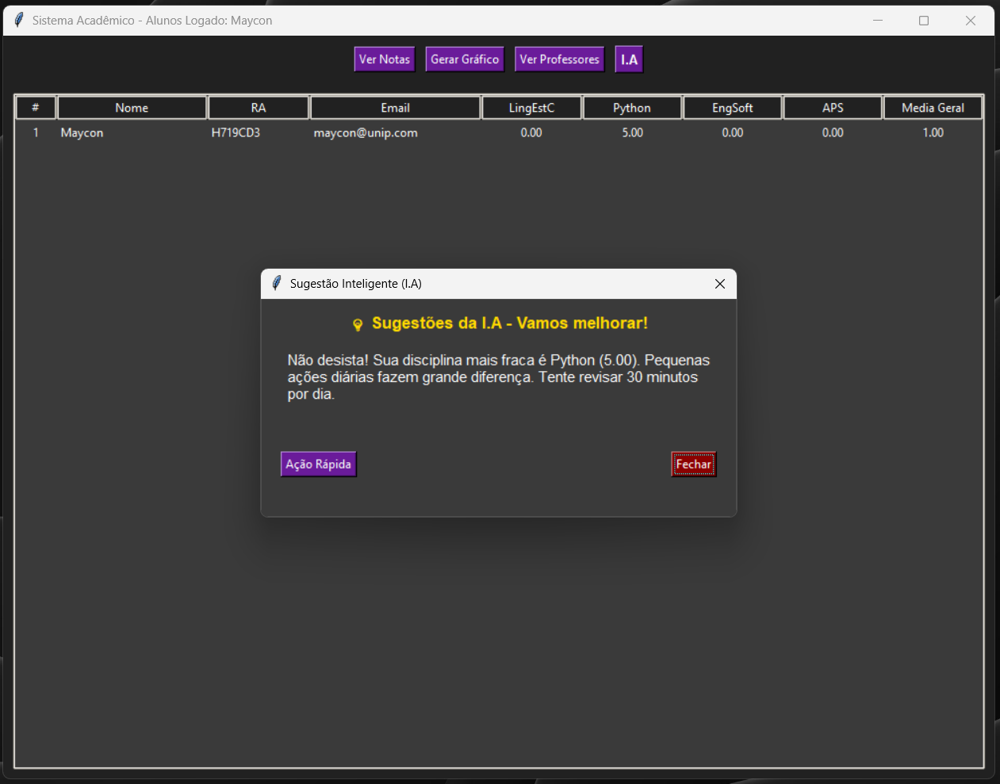 Sistema Acadêmico - Alunos Logado: Maycon
Ver Notas Gerar Gráfico Ver Professores I.A
# Nome RA Email LingEstC Python EngSoft APS Media Geral
1 Maycon H719CD3 maycon@unip.com 0.00 5.00 0.00 0.00 1.00
Sugestão Inteligente (I.A)
Sugestões da I.A - Vamos melhorar!
Não desista! Sua disciplina mais fraca é Python (5.00). Pequenas
ações diárias fazem grande diferença. Tente revisar 30 minutos
por dia.
Ação Rápida Fechar